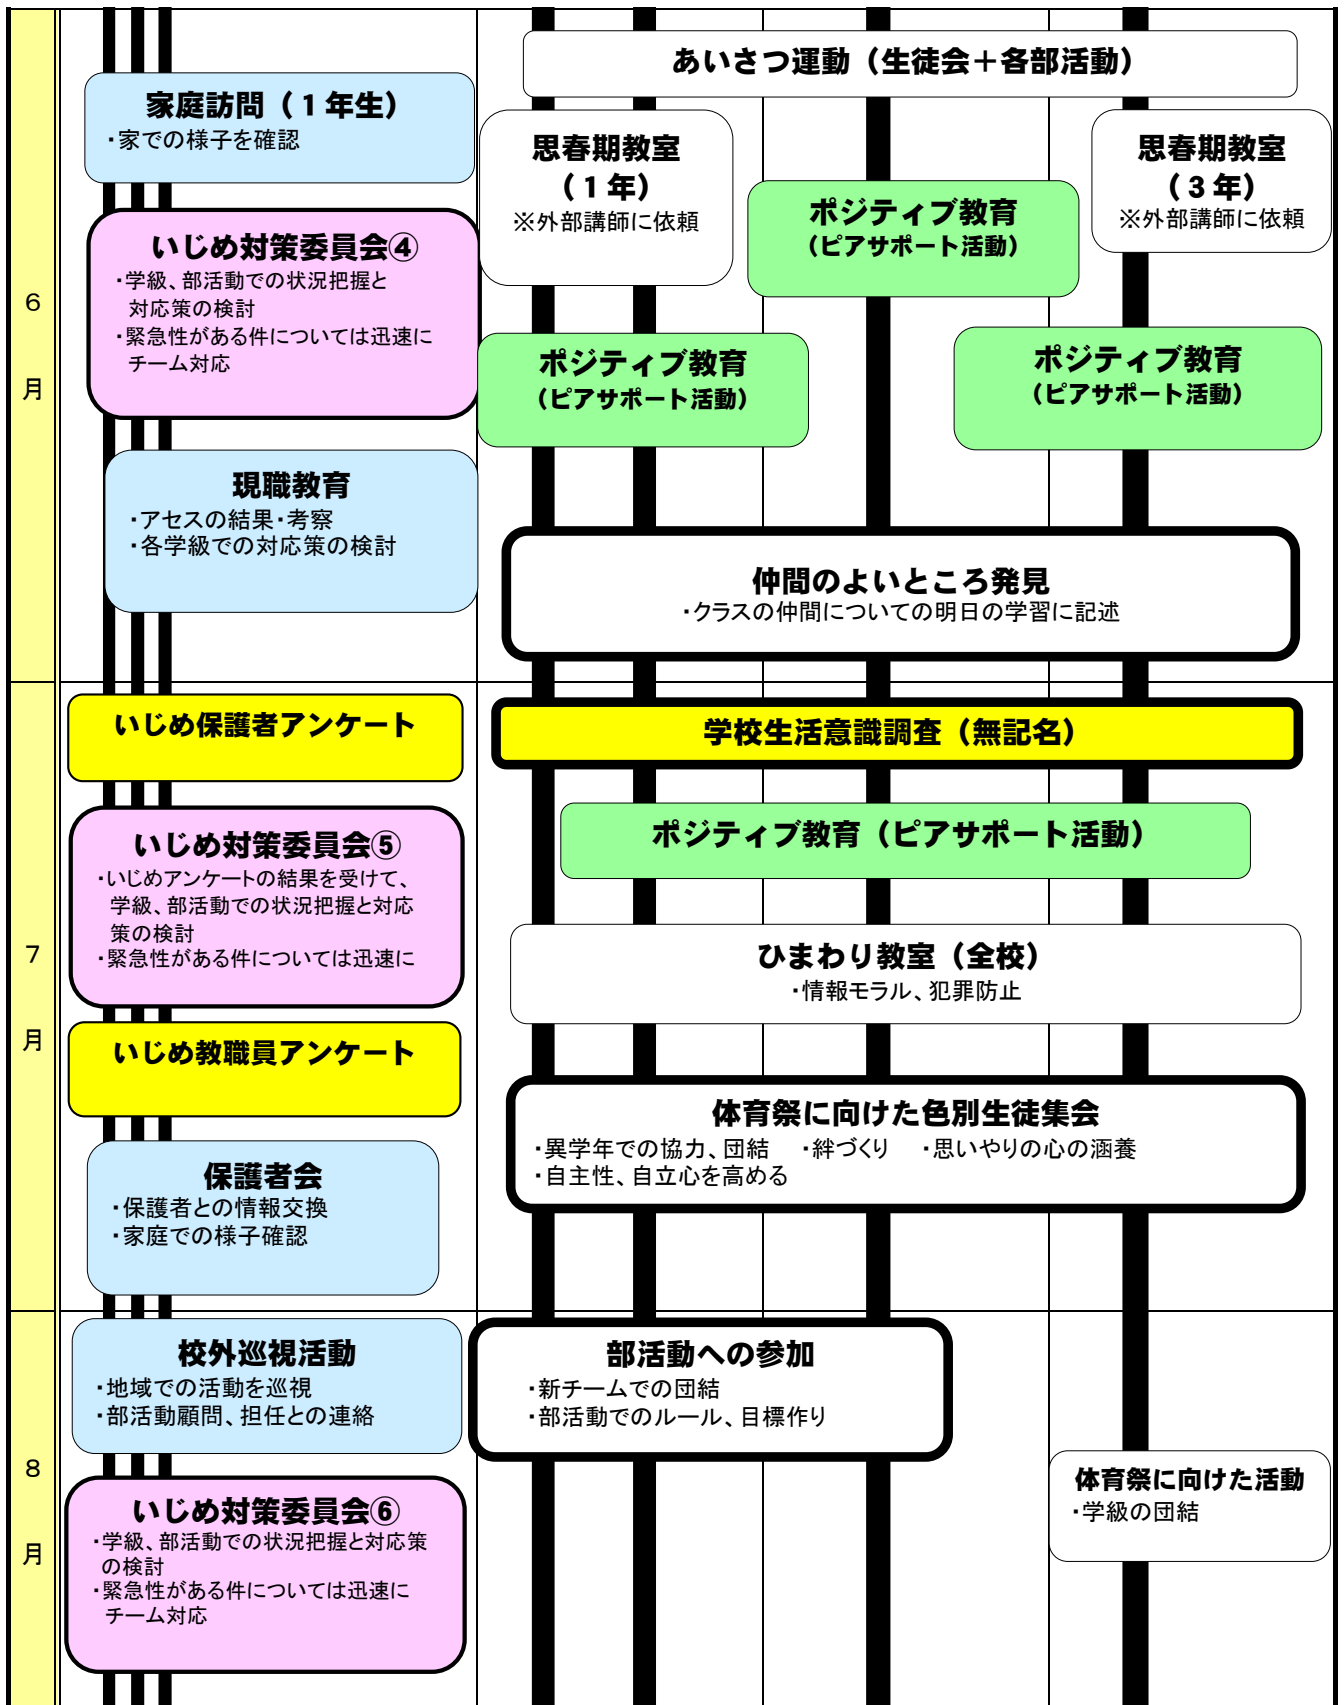 6
月
あいさつ運動（生徒会＋各部活動）
家庭訪問（１年生）
・家での様子を確認
思春期教室
（１年）
※外部講師に依頼
思春期教室
（３年）
※外部講師に依頼
ポジティブ教育
（ピアサポート活動）
いじめ対策委員会④
・学級、部活動での状況把握と
対応策の検討
・緊急性がある件については迅速に
チーム対応
ポジティブ教育
（ピアサポート活動）
ポジティブ教育
（ピアサポート活動）
現職教育
・アセスの結果・考察
・各学級での対応策の検討
仲間のよいところ発見
・クラスの仲間についての明日の学習に記述
7
月
いじめ保護者アンケート
学校生活意識調査（無記名）
いじめ対策委員会⑤
・いじめアンケートの結果を受けて、
学級、部活動での状況把握と対応
策の検討
・緊急性がある件については迅速に
ポジティブ教育（ピアサポート活動）
ひまわり教室（全校）
・情報モラル、犯罪防止
いじめ教職員アンケート
体育祭に向けた色別生徒集会
・異学年での協力、団結　・絆づくり　・思いやりの心の涵養
・自主性、自立心を高める
保護者会
・保護者との情報交換
・家庭での様子確認
8
月
校外巡視活動
・地域での活動を巡視
・部活動顧問、担任との連絡
部活動への参加
・新チームでの団結
・部活動でのルール、目標作り
いじめ対策委員会⑥
・学級、部活動での状況把握と対応策
の検討
・緊急性がある件については迅速に
チーム対応
体育祭に向けた活動
・学級の団結